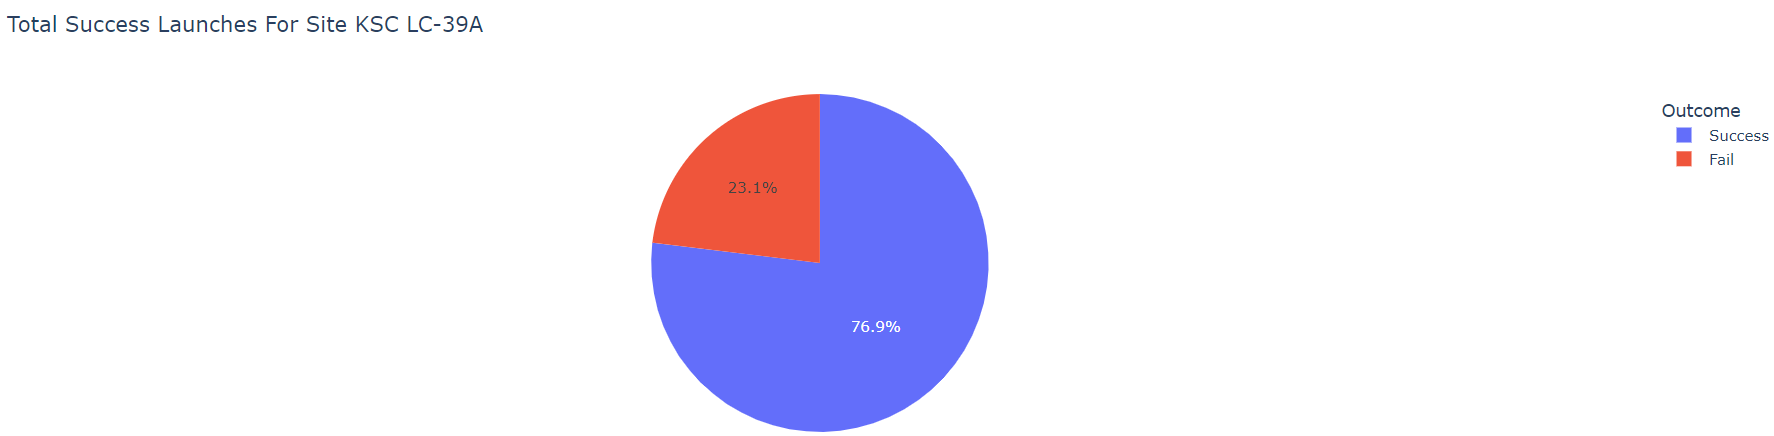 Total Success Launches For Site KSC LC-39A
Outcome
Success
Fail
23.1%
76.9%